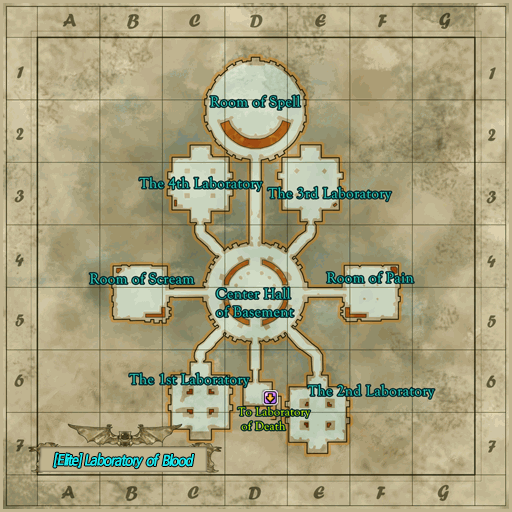 A B C D E F G
1 1
Room of Spell
2 2
The 4th Laboratory
3 The 3rd Laboratory 3
4 4
Room of Scream Room of Pain
Center Hall
of Basement
5 5
The 1st Laboratory
6 The 2nd Laboratory 6
To Laboratory
of Death
7 7
[Elite] Laboratory of Blood
A B C D E F G